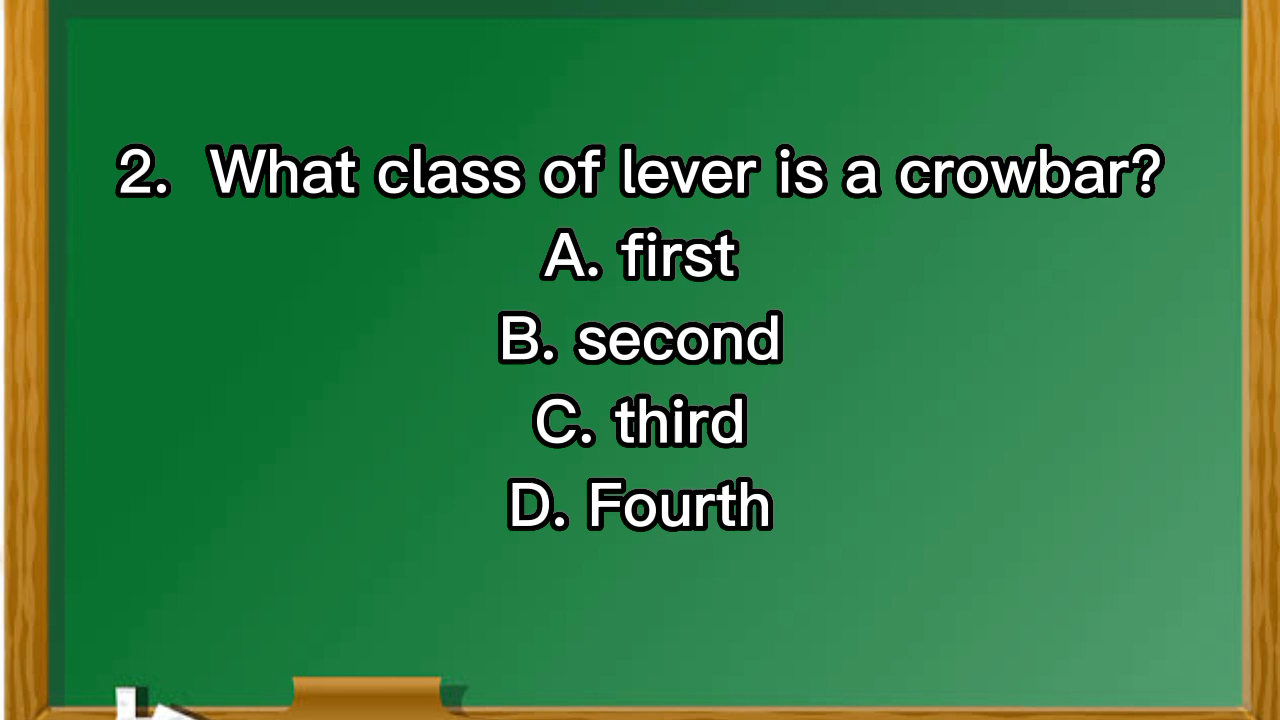 2. What class of lever is a crowbar?
A. first
B. second
C. third
D. Fourth